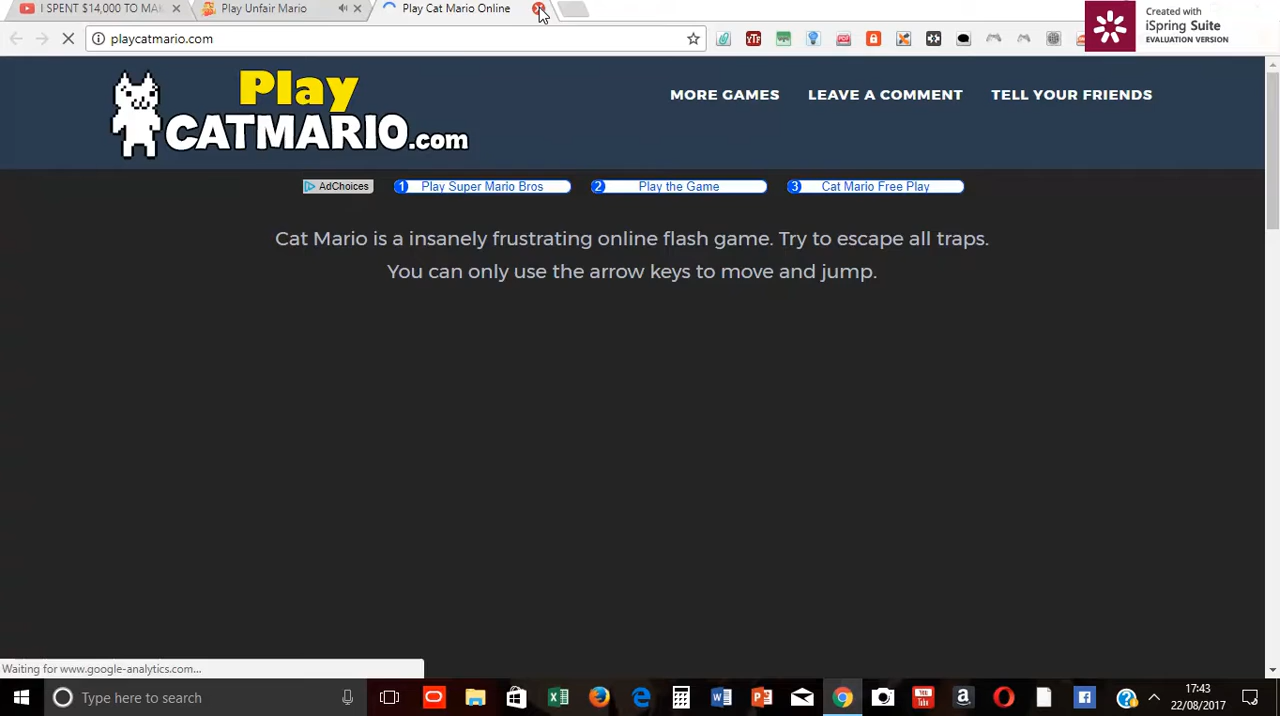 I SPENT $14,000 TO MA
Play Unfair Mario
Play Cat Mario Online
Created with
iSpring Suite
EVALUATION VERSION
playcatmario.com
YTP
PDF
Play
CATMARIO.com
MORE GAMES
LEAVE A COMMENT
TELL YOUR FRIENDS
AdChoices
1 Play Super Mario Bros
2 Play the Game
3 Cat Mario Free Play
Cat Mario is a insanely frustrating online flash game. Try to escape all traps.
You can only use the arrow keys to move and jump.
Waiting for www.google-analytics.com...
Type here to search
17:43
22/08/2017